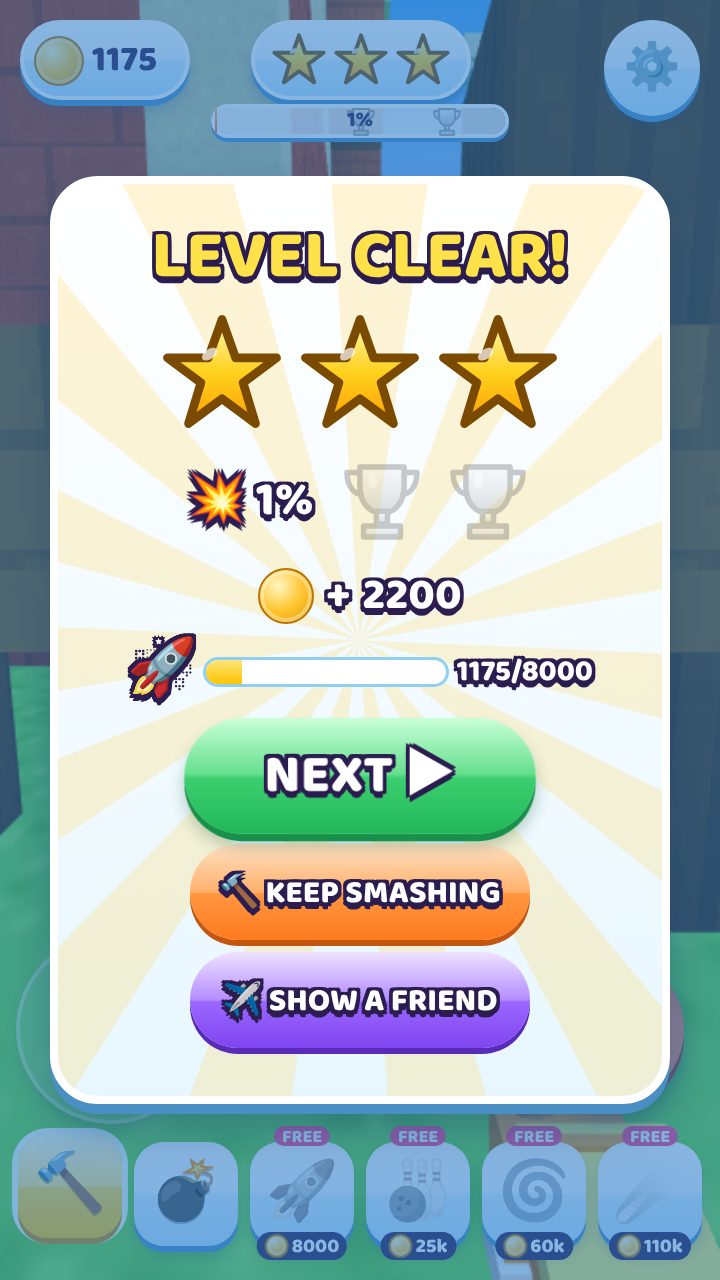 1175
1%
LEVEL CLEAR!
1%
+ 2200
1175/8000
NEXT
KEEP SMASHING
SHOW A FRIEND
FREE FREE FREE FREE
8000 25k 60k 110k